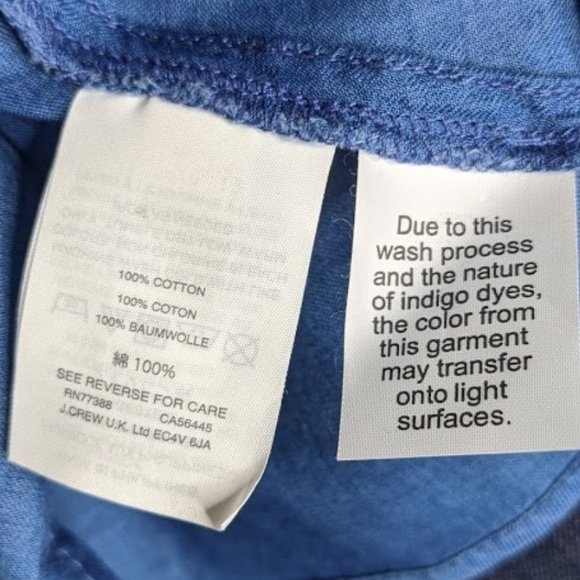 100% COTTON
100% COTON
100% BAUMWOLLE
綿 100%
SEE REVERSE FOR CARE
RN77388 CA56445
J.CREW U.K. Ltd EC4V 6JA
Due to this
wash process
and the nature
of indigo dyes,
the color from
this garment
may transfer
onto light
surfaces.